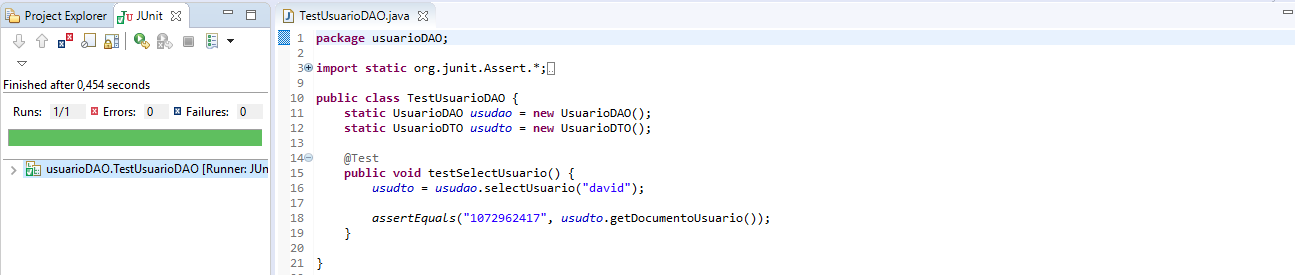 Project Explorer JUnit
Finished after 0,454 seconds
Runs: 1/1 Errors: 0 Failures: 0
usuarioDAO.TestUsuarioDAO [Runner: JUn
TestUsuarioDAO.java
1 package usuarioDAO;
2
3 import static org.junit.Assert.*;
9
10 public class TestUsuarioDAO {
11 static UsuarioDAO usudao = new UsuarioDAO();
12 static UsuarioDTO usudto = new UsuarioDTO();
13
14 @Test
15 public void testSelectUsuario() {
16 usudto = usudao.selectUsuario("david");
17
18 assertEquals("1072962417", usudto.getDocumentoUsuario());
19 }
20
21 }